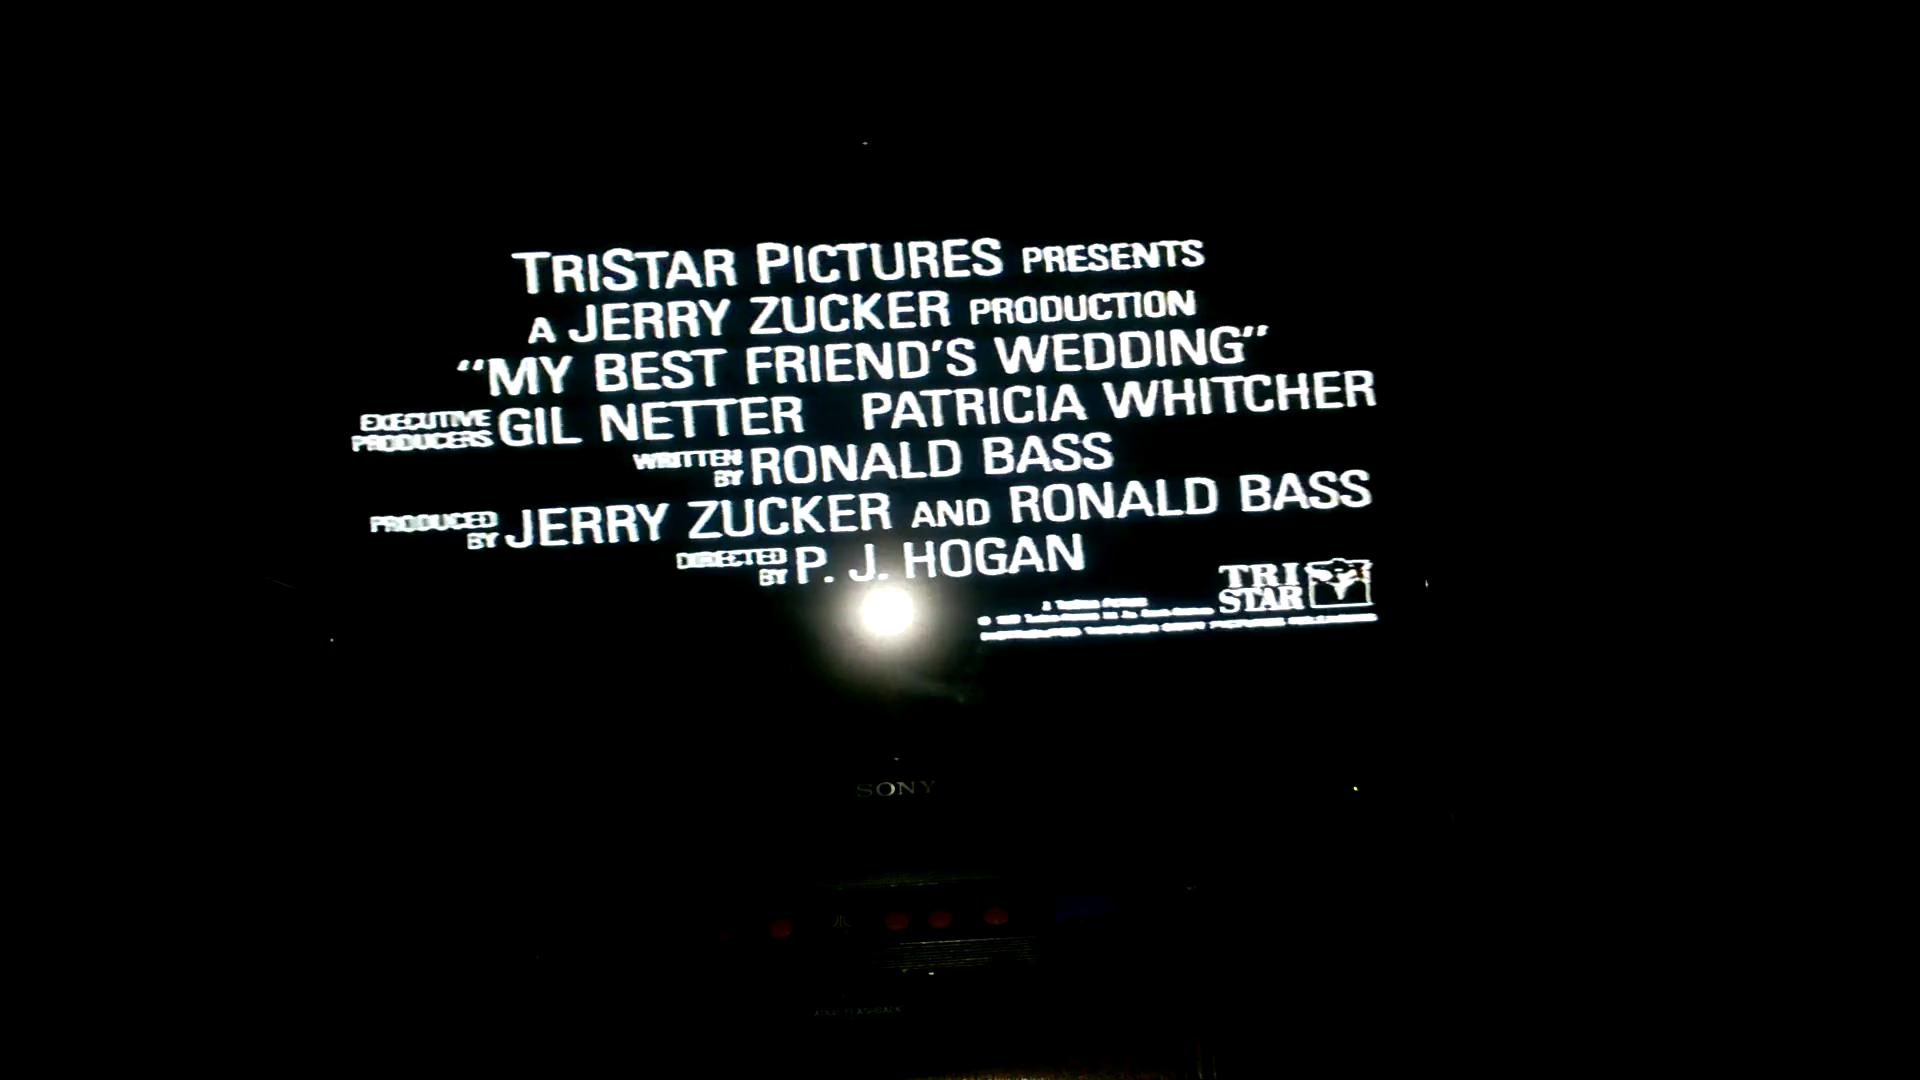 TRISTAR PICTURES PRESENTS
A JERRY ZUCKER PRODUCTION
"MY BEST FRIEND'S WEDDING"
EXECUTIVE PRODUCERS GIL NETTER PATRICIA WHITCHER
WRITTEN BY RONALD BASS
PRODUCED BY JERRY ZUCKER AND RONALD BASS
DIRECTED BY P. J. HOGAN
TRI STAR
SONY